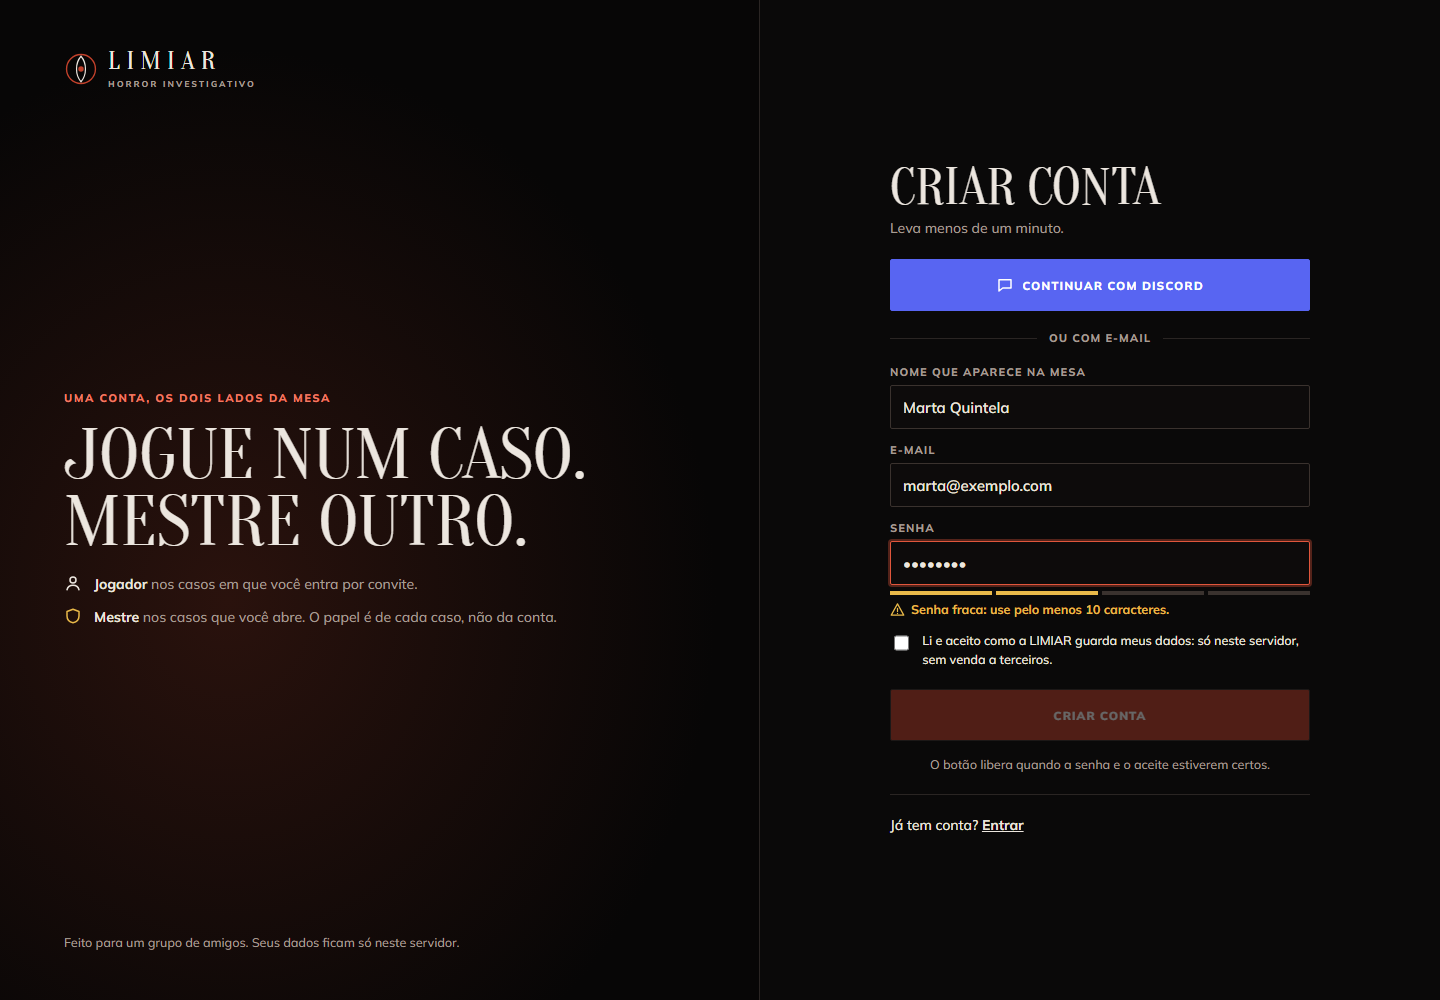 LIMIAR
HORROR INVESTIGATIVO
UMA CONTA, OS DOIS LADOS DA MESA
JOGUE NUM CASO.
MESTRE OUTRO.
Jogador nos casos em que você entra por convite.
Mestre nos casos que você abre. O papel é de cada caso, não da conta.
Feito para um grupo de amigos. Seus dados ficam só neste servidor.
CRIAR CONTA
Leva menos de um minuto.
CONTINUAR COM DISCORD
OU COM E-MAIL
NOME QUE APARECE NA MESA
Marta Quintela
E-MAIL
marta@exemplo.com
SENHA
••••••••
Senha fraca: use pelo menos 10 caracteres.
Li e aceito como a LIMIAR guarda meus dados: só neste servidor,
sem venda a terceiros.
CRIAR CONTA
O botão libera quando a senha e o aceite estiverem certos.
Já tem conta? Entrar